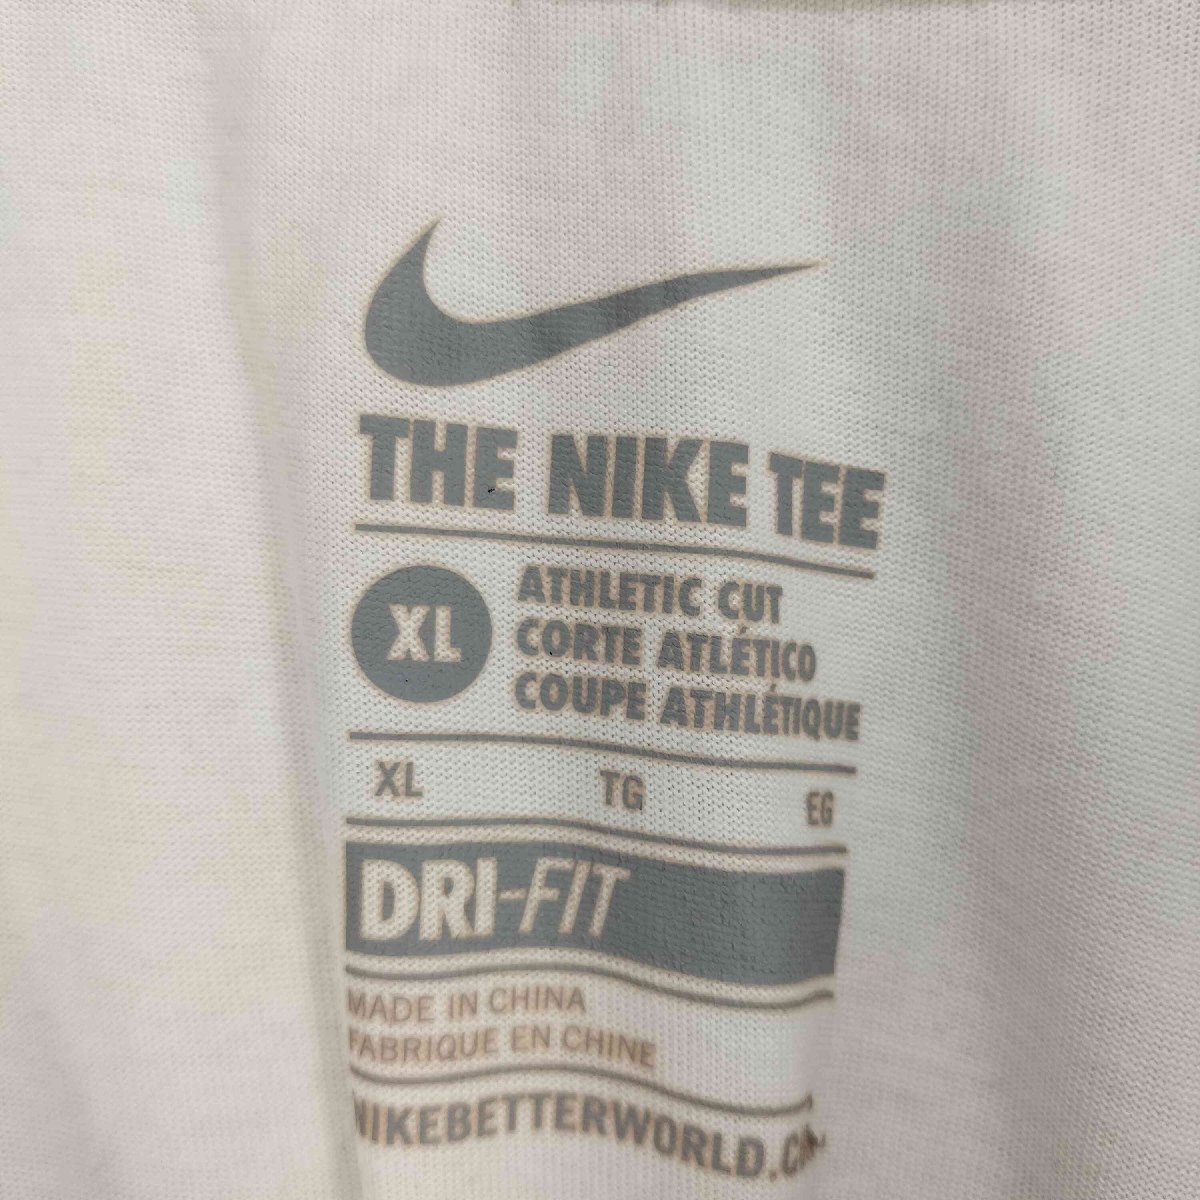 THE NIKE TEE
XL
ATHLETIC CUT
CORTE ATLÉTICO
COUPE ATHLÉTIQUE
XL TG EG
DRI-FIT
MADE IN CHINA
FABRIQUE EN CHINE